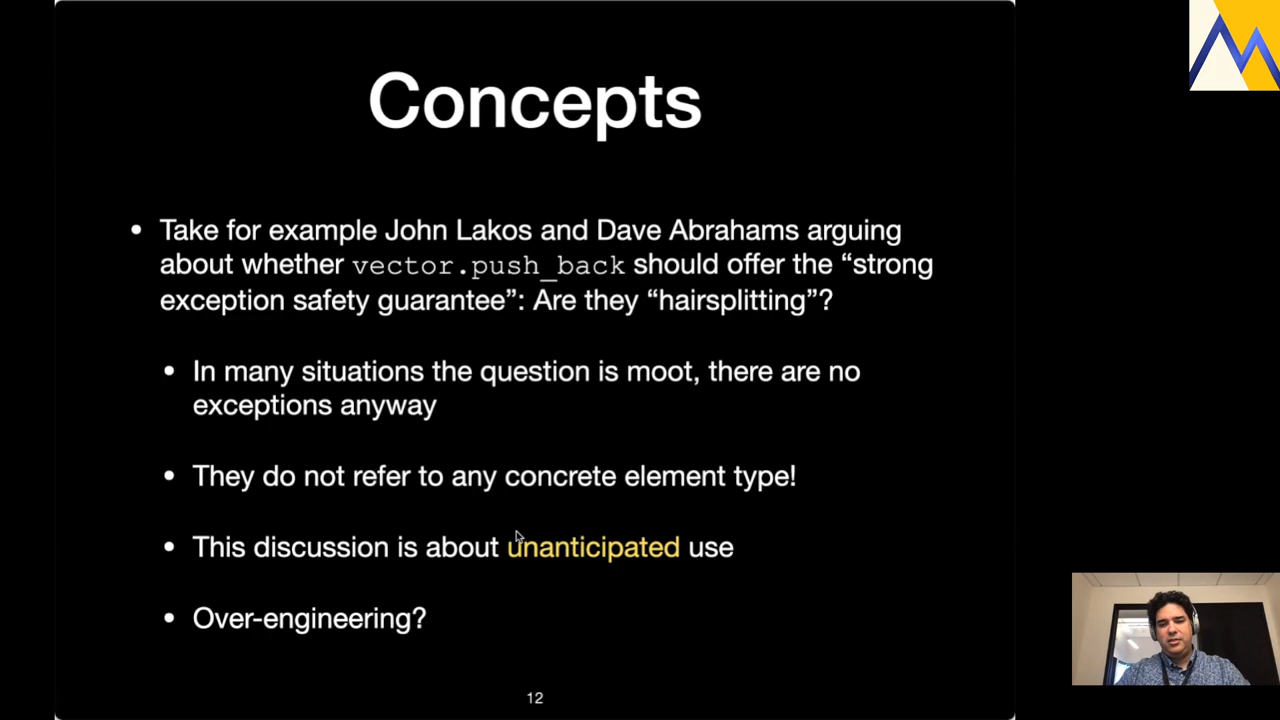 Concepts
• Take for example John Lakos and Dave Abrahams arguing
about whether vector.push_back should offer the “strong
exception safety guarantee”: Are they “hairsplitting”?
• In many situations the question is moot, there are no
exceptions anyway
• They do not refer to any concrete element type!
• This discussion is about unanticipated use
• Over-engineering?
12